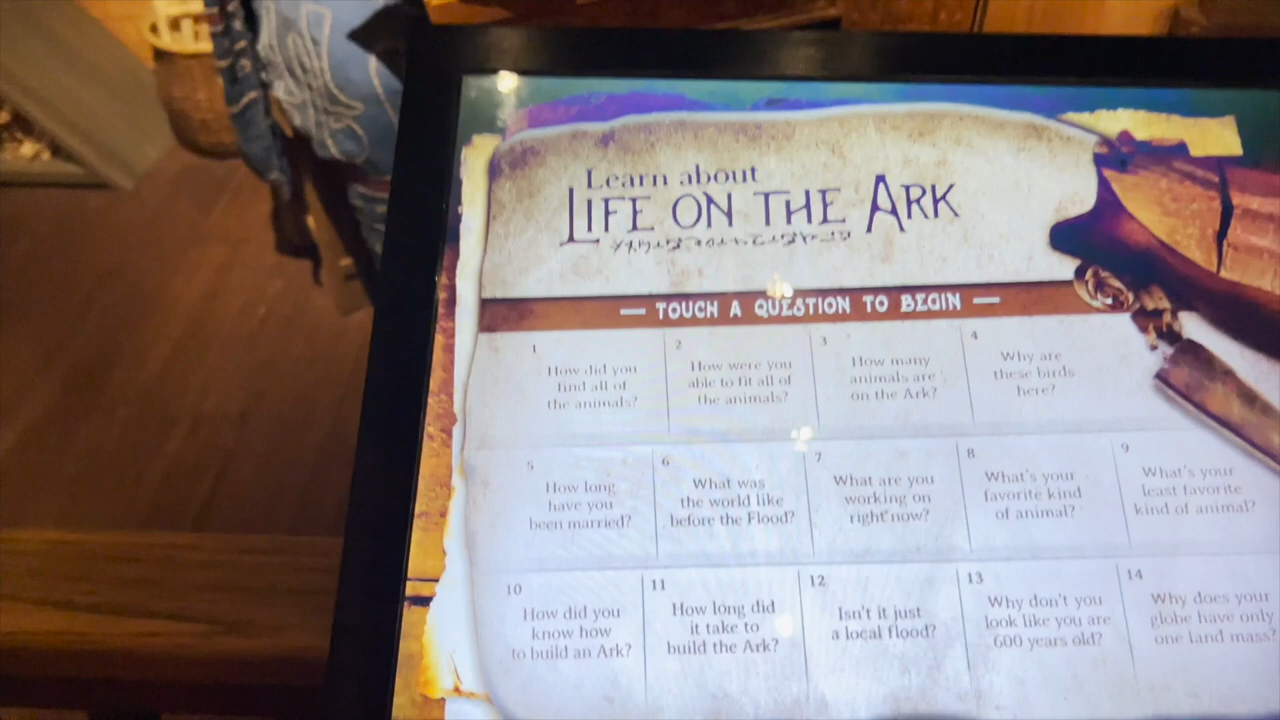 Learn about
LIFE ON THE ARK
— TOUCH A QUESTION TO BEGIN —
1
How did you
find all of
the animals?
2
How were you
able to fit all of
the animals?
3
How many
animals are
on the Ark?
4
Why are
these birds
here?
5
How long
have you
been married?
6
What was
the world like
before the Flood?
7
What are you
working on
right now?
8
What's your
favorite kind
of animal?
9
What's your
least favorite
kind of animal?
10
How did you
know how
to build an Ark?
11
How long did
it take to
build the Ark?
12
Isn't it just
a local flood?
13
Why don't you
look like you are
600 years old?
14
Why does your
globe have only
one land mass?